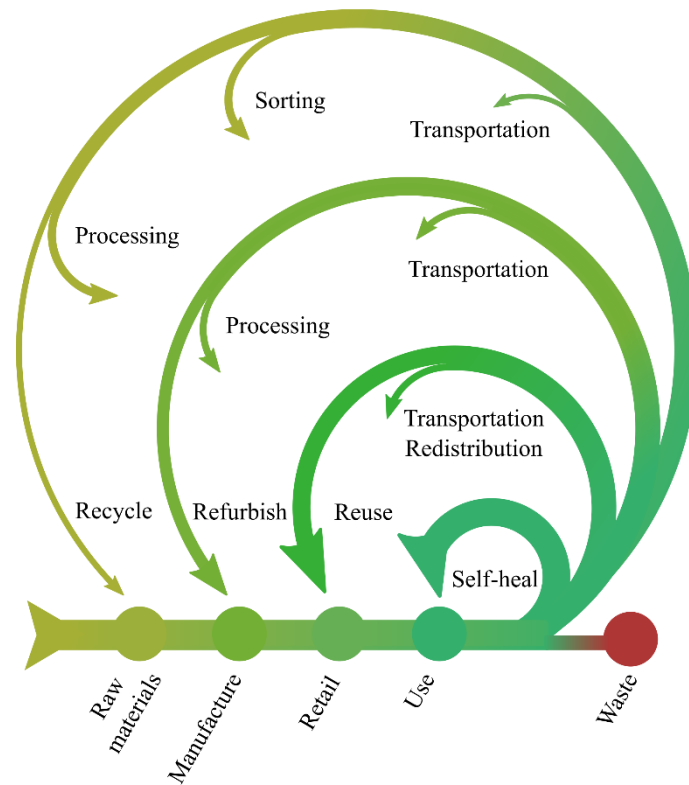 Sorting
Transportation
Processing
Transportation
Processing
Transportation
Redistribution
Recycle
Refurbish
Reuse
Self-heal
Raw
materials
Manufacture
Retail
Use
Waste